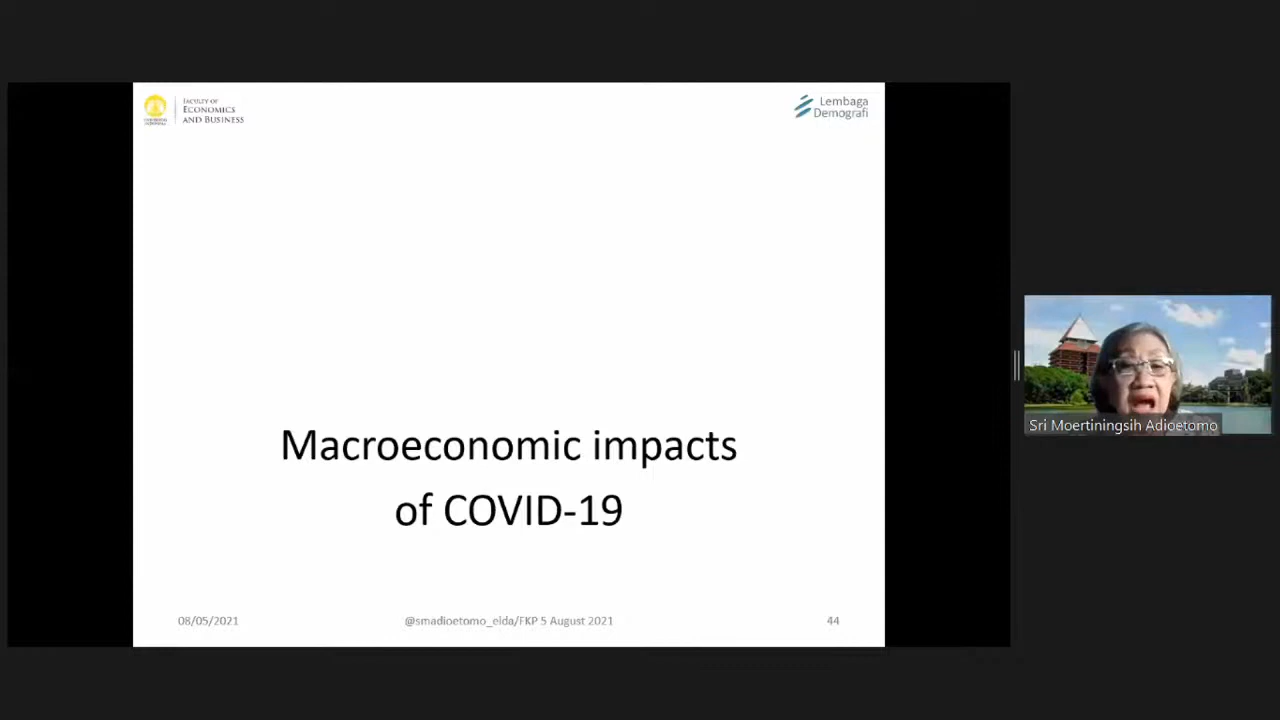 FACULTY OF
ECONOMICS
AND BUSINESS
Lembaga
Demografi
Macroeconomic impacts
of COVID-19
Sri Moertiningsih Adioetomo
08/05/2021
@smadioetomo_elda/FKP 5 August 2021
44